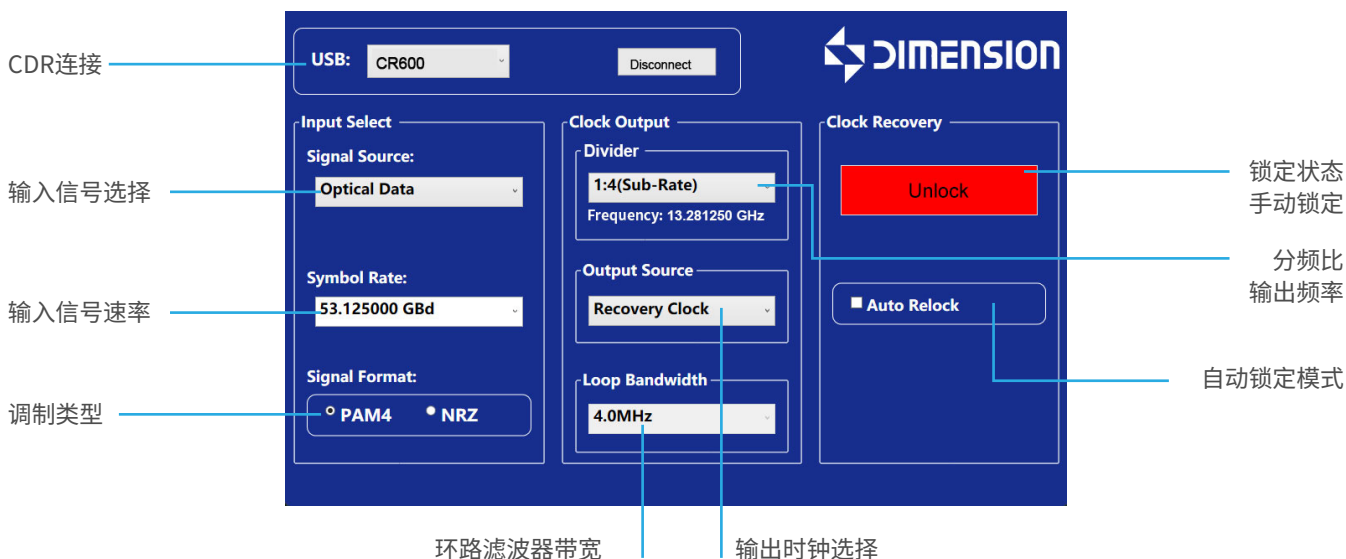 CDR连接
USB:
CR600
Disconnect
DIMENSION
输入信号选择
输入信号速率
调制类型
Input Select
Signal Source:
Optical Data
Symbol Rate:
53.125000 GBd
Signal Format:
PAM4
NRZ
Clock Output
Divider
1:4(Sub-Rate)
Frequency: 13.281250 GHz
Output Source
Recovery Clock
Loop Bandwidth
4.0MHz
Clock Recovery
Unlock
Auto Relock
锁定状态
手动锁定
分频比
输出频率
自动锁定模式
环路滤波器带宽
输出时钟选择